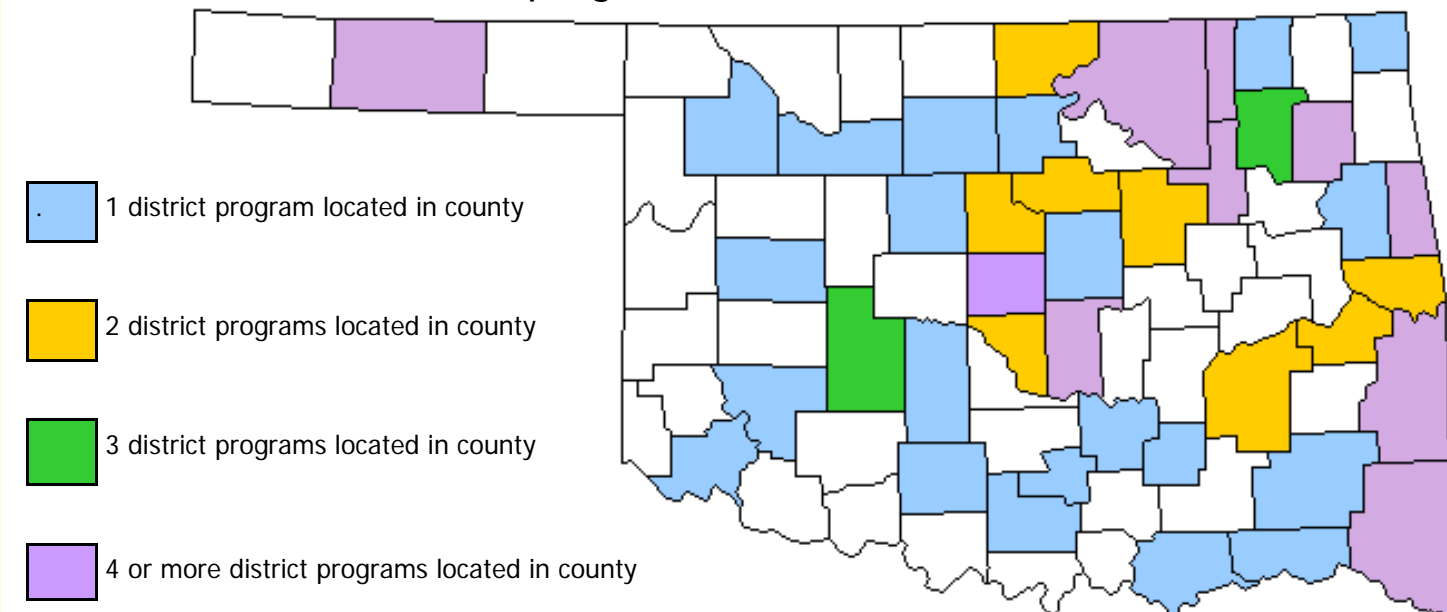 .
1 district program located in county
2 district programs located in county
3 district programs located in county
4 or more district programs located in county